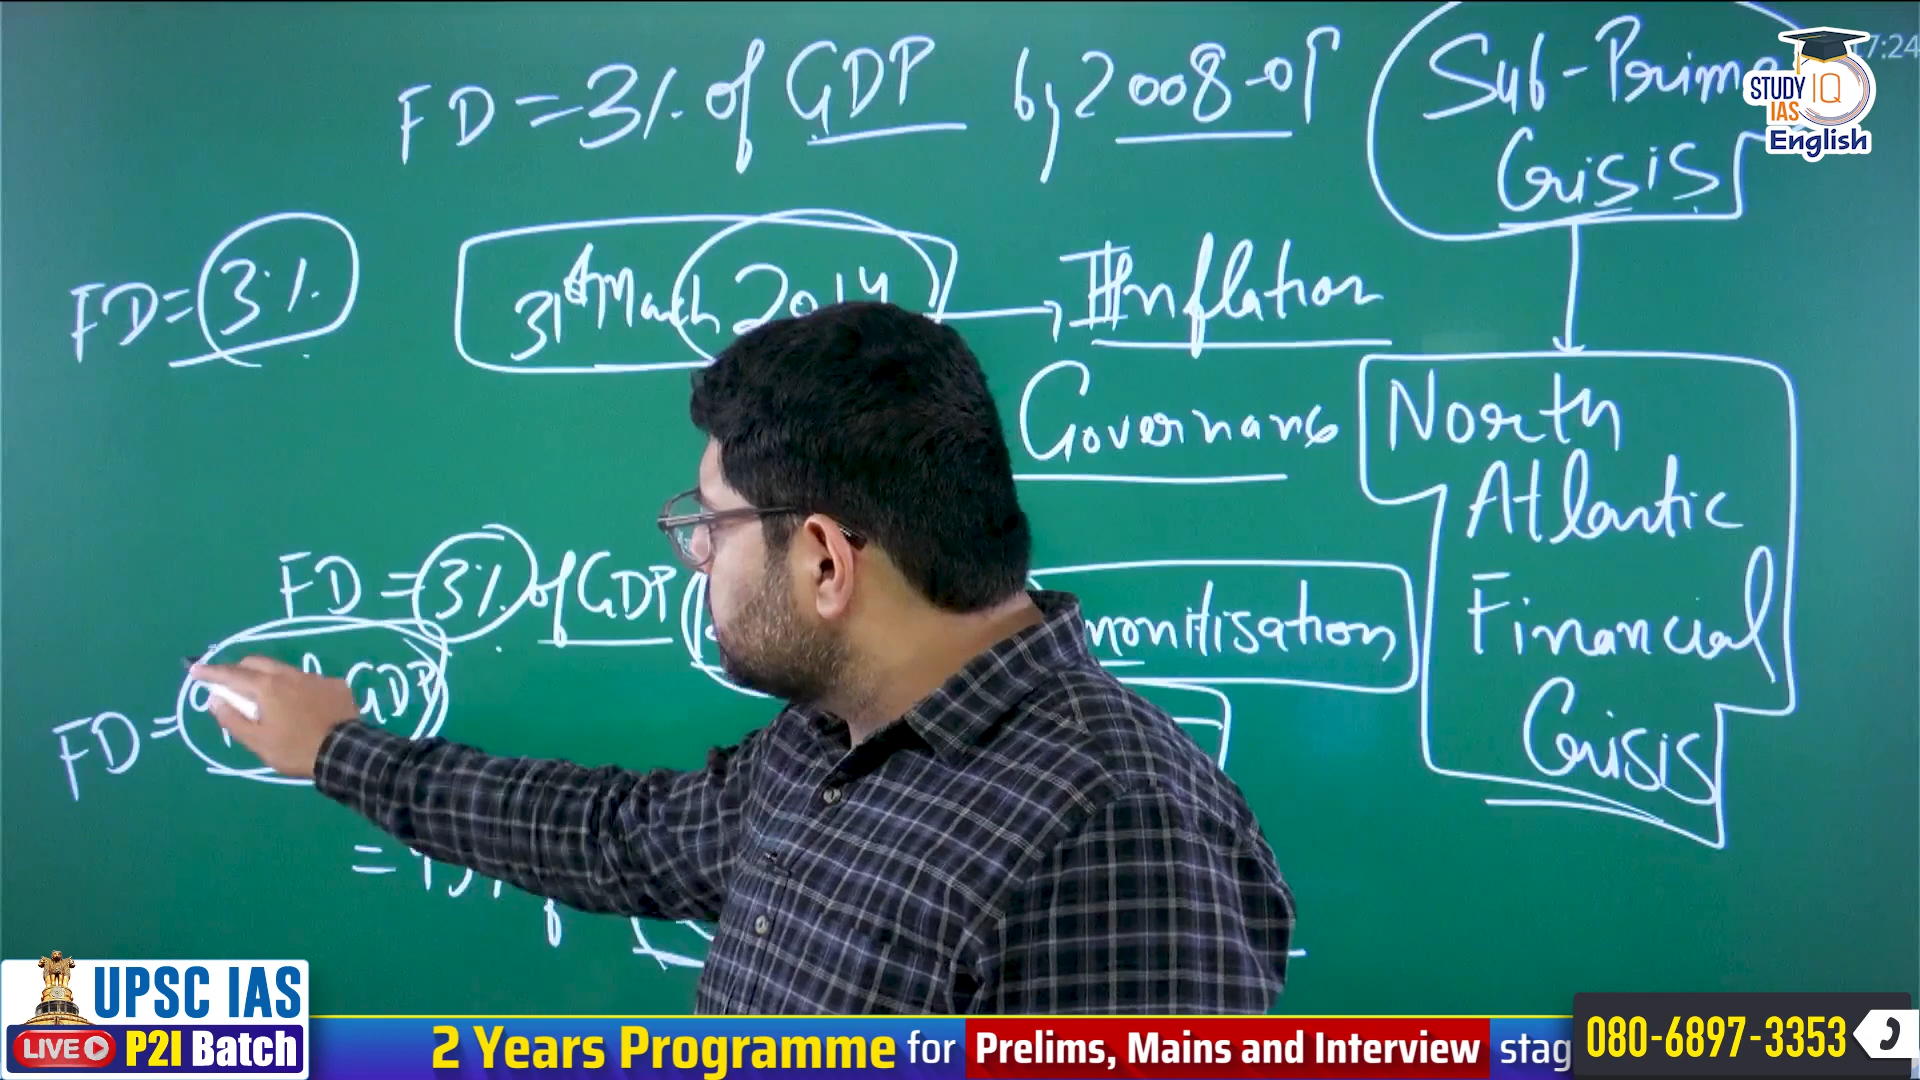 FD = 3% of GDP by 2008-09
Sub-Prime
Crisis
17:24
STUDY IQ
IAS
English
FD = 3%
31st March 2014 → Inflation
Governance
North
Atlantic
Financial
Crisis
FD = 3% of GDP
monitisation
FD = GDP
=
UPSC IAS
LIVE P2I Batch
2 Years Programme for Prelims, Mains and Interview stag
080-6897-3353